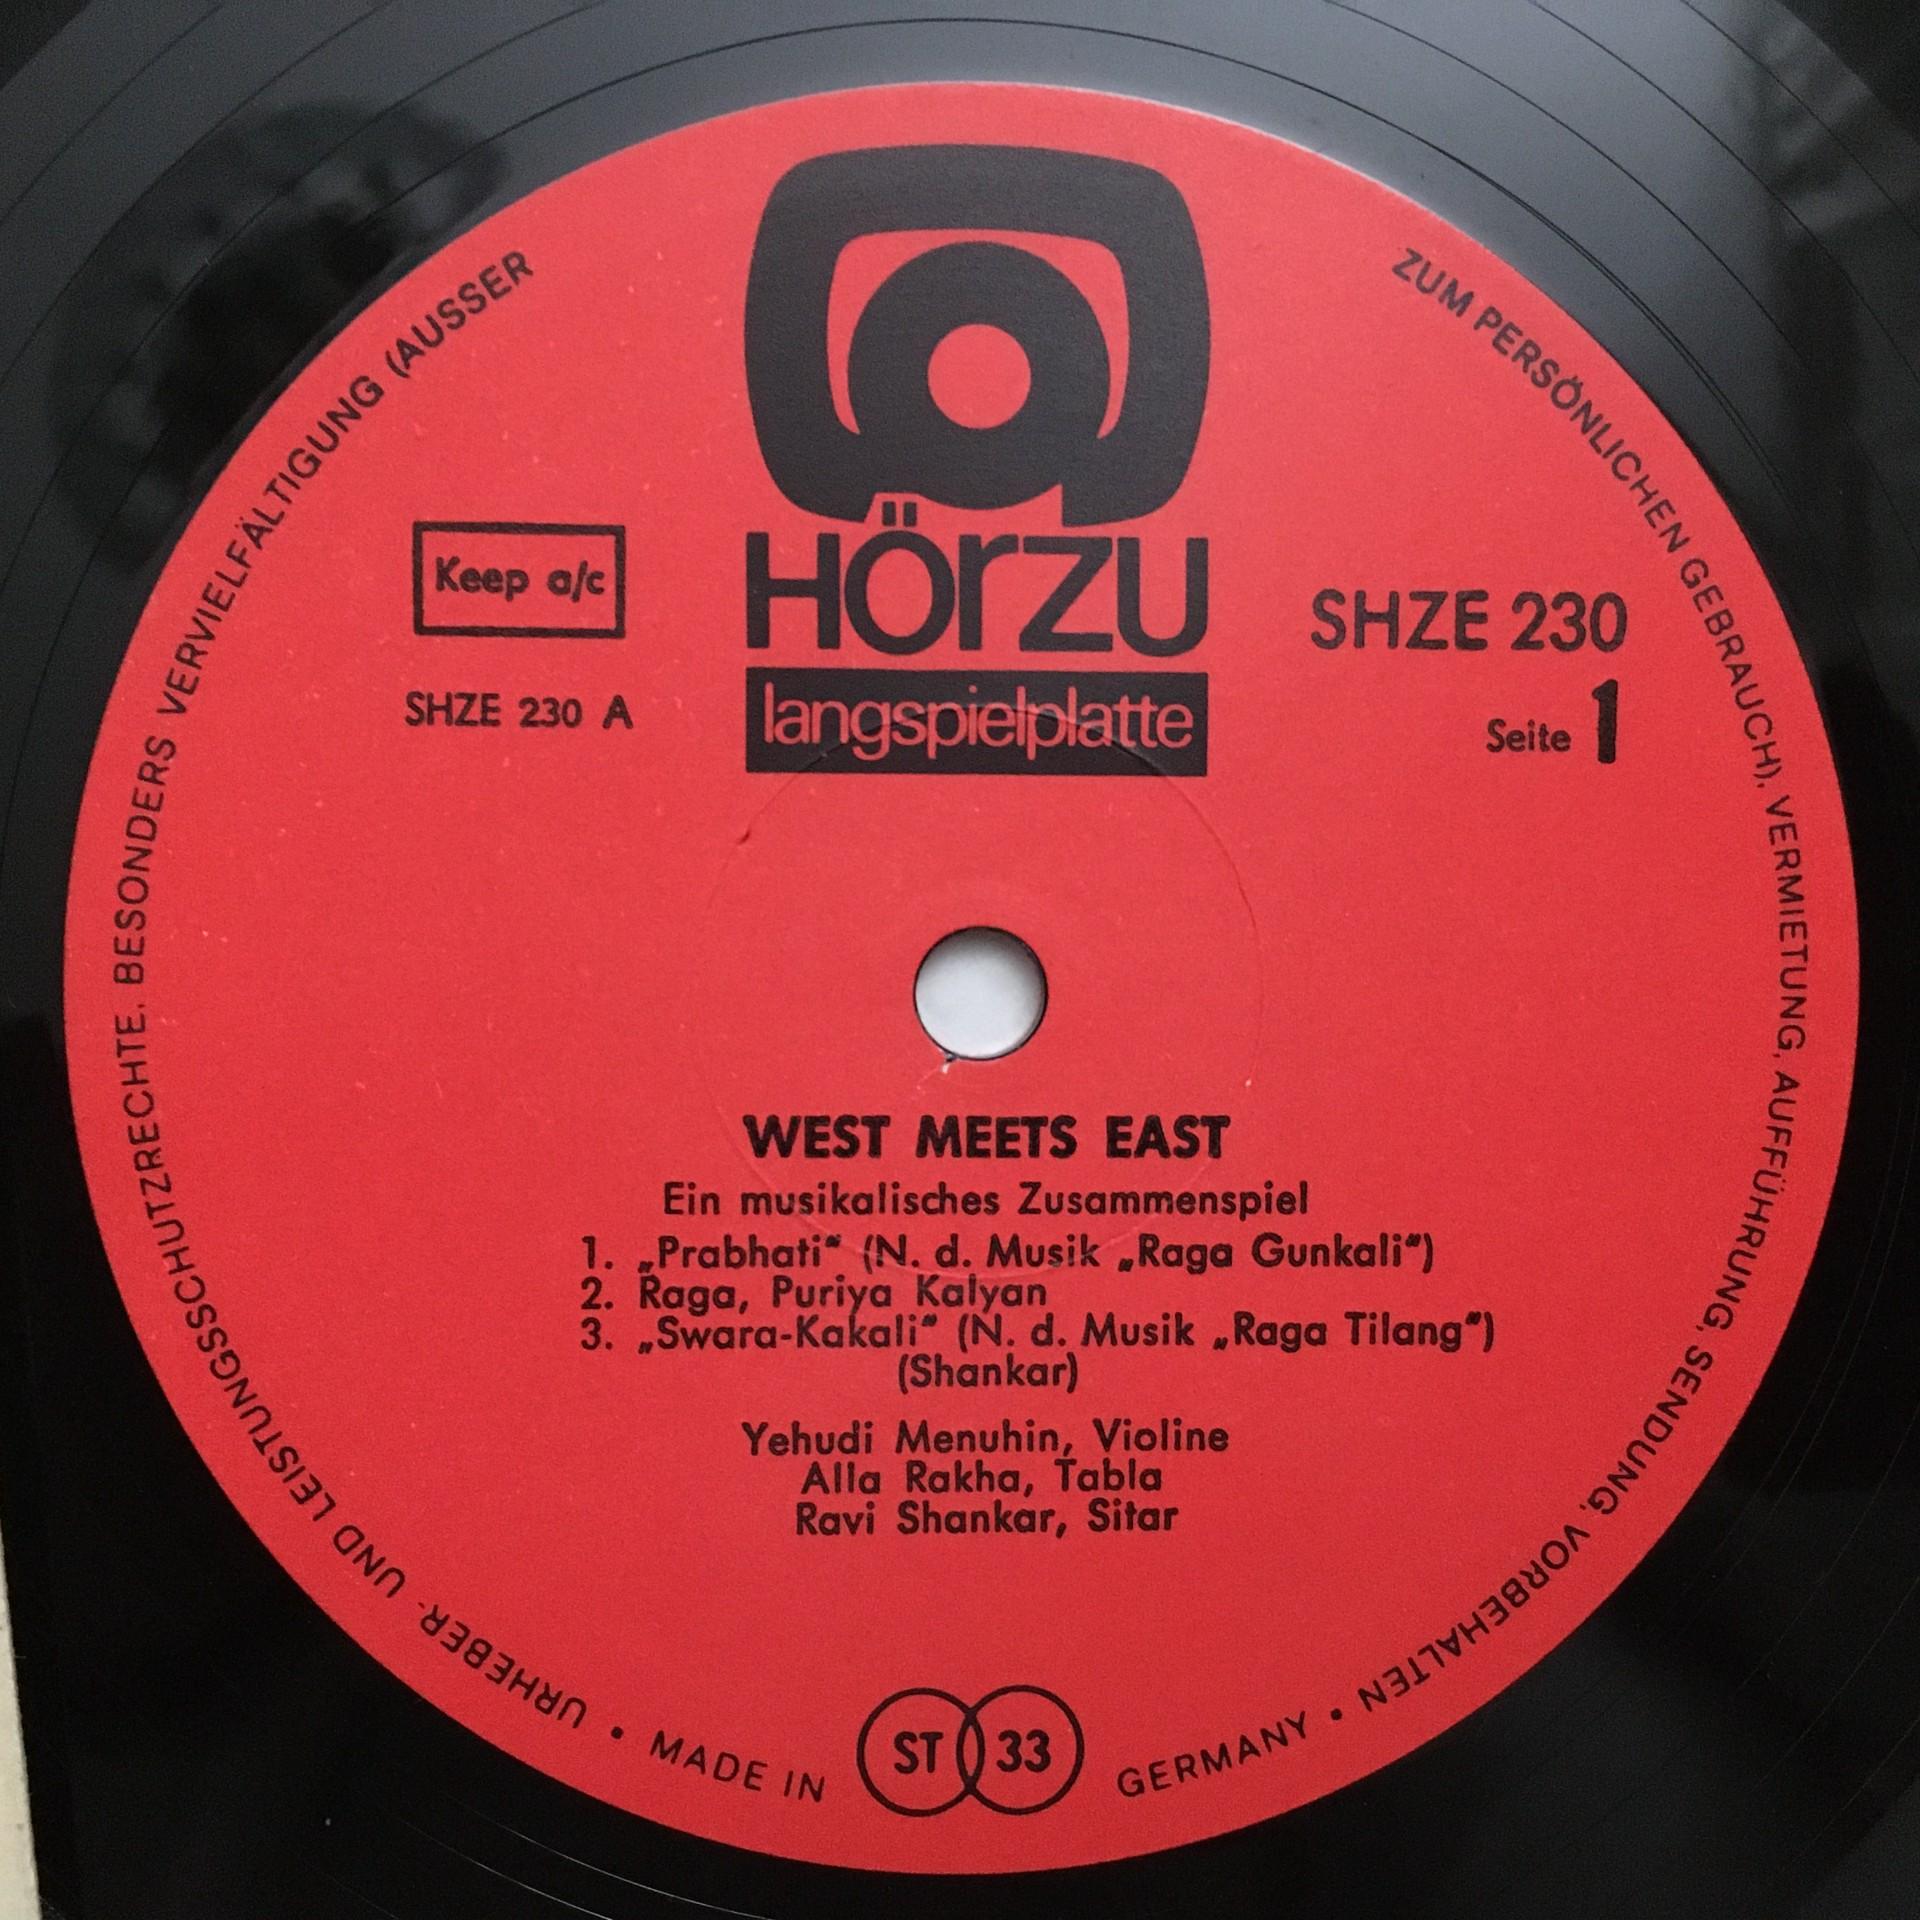 HÖRZU
langspielplatte
Keep a/c
SHZE 230 A
SHZE 230
Seite 1
WEST MEETS EAST
Ein musikalisches Zusammenspiel
1. „Prabhati“ (N. d. Musik „Raga Gunkali“)
2. Raga, Puriya Kalyan
3. „Swara-Kakali“ (N. d. Musik „Raga Tilang“)
(Shankar)
Yehudi Menuhin, Violine
Alla Rakha, Tabla
Ravi Shankar, Sitar
ST 33
URHEBER- UND LEISTUNGSSCHUTZRECHTE, BESONDERS VERVIELFÄLTIGUNG (AUSSER ZUM PERSÖNLICHEN GEBRAUCH), VERMIETUNG, AUFFÜHRUNG, SENDUNG, VORBEHALTEN •
MADE IN GERMANY •